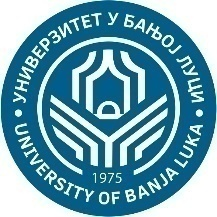 • УНИВЕРЗИТЕТ У БАЊОЈ ЛУЦИ •
1975
UNIVERSITY OF BANJA LUKA